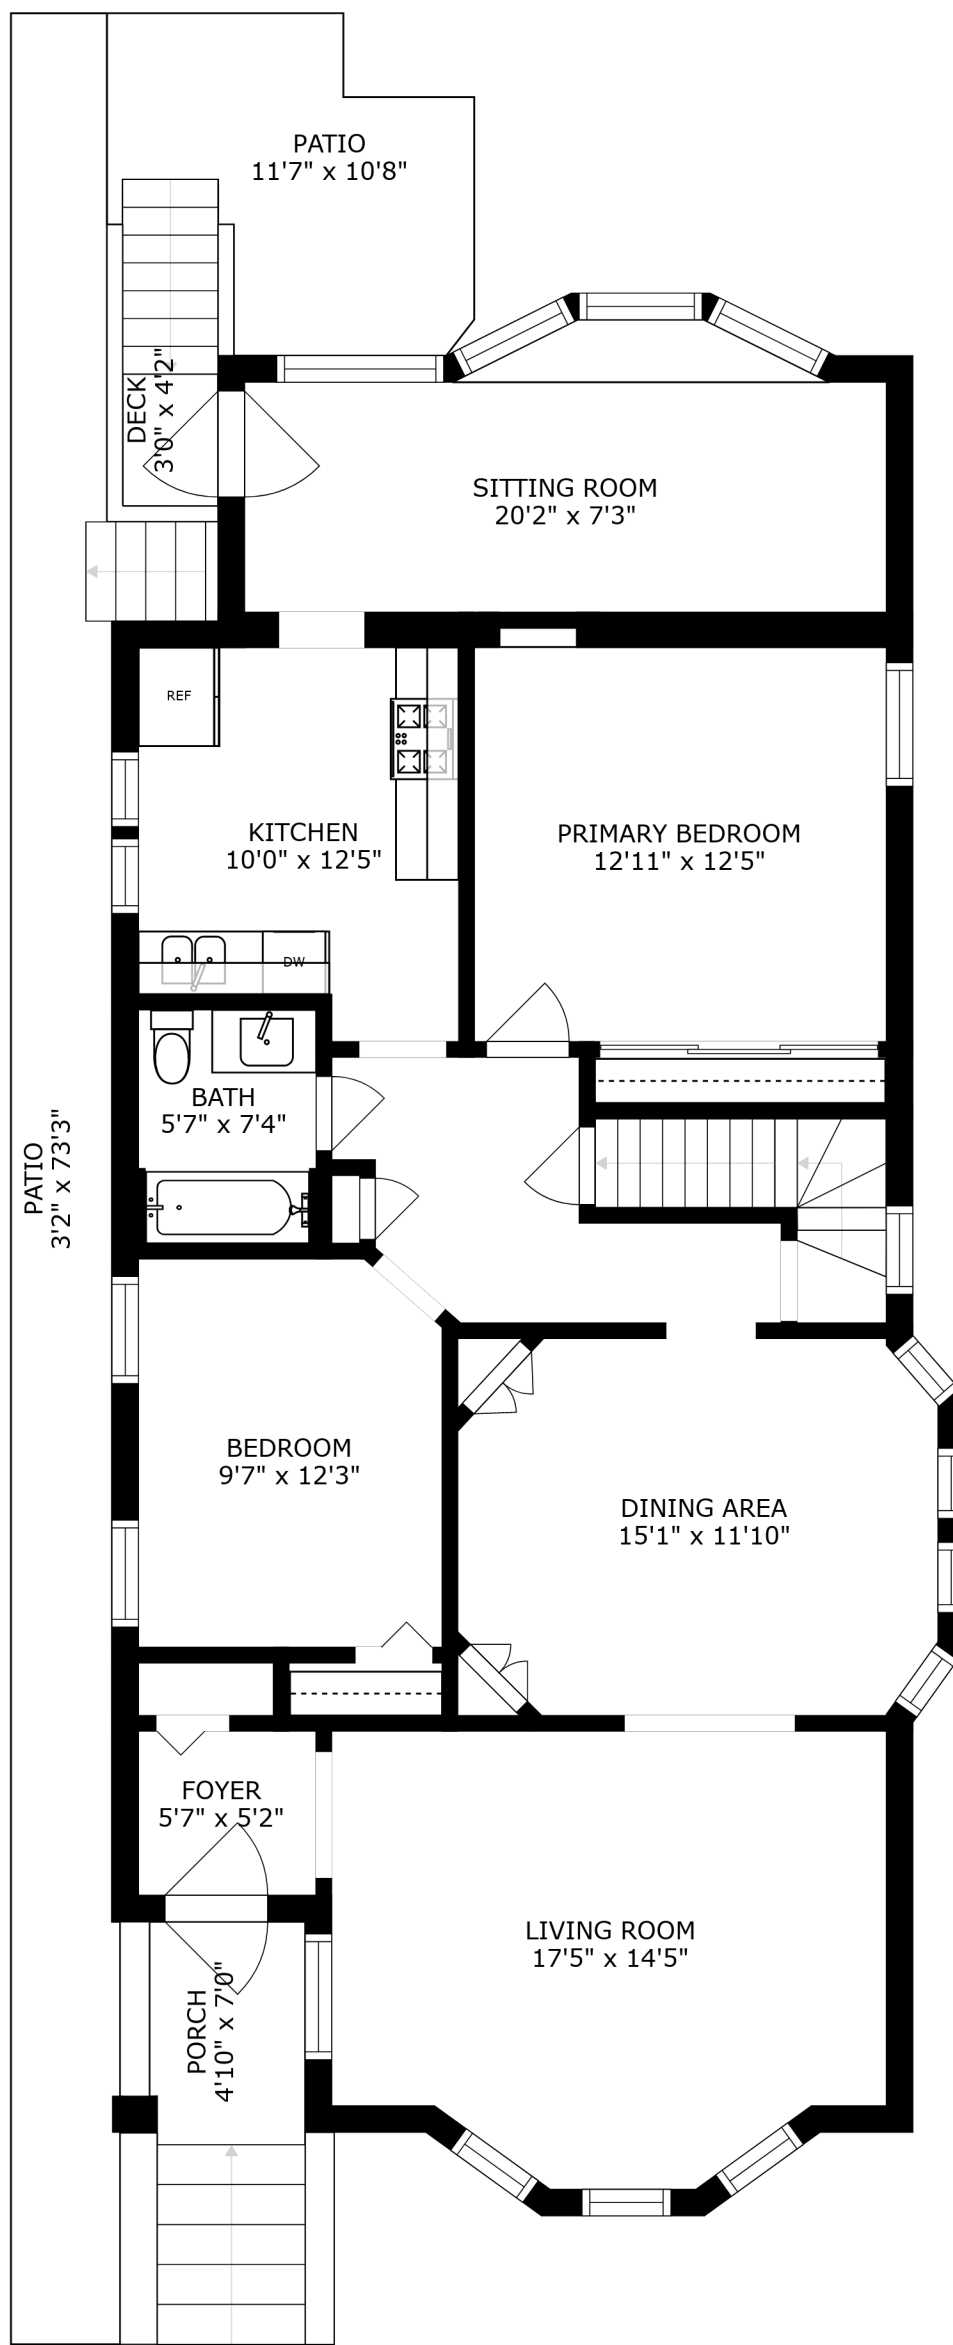 PATIO
11'7" x 10'8"
DECK
3'0" x 4'2"
SITTING ROOM
20'2" x 7'3"
REF
KITCHEN
10'0" x 12'5"
PRIMARY BEDROOM
12'11" x 12'5"
DW
BATH
5'7" x 7'4"
PATIO
3'2" x 73'3"
BEDROOM
9'7" x 12'3"
DINING AREA
15'1" x 11'10"
FOYER
5'7" x 5'2"
LIVING ROOM
17'5" x 14'5"
PORCH
4'10" x 7'0"